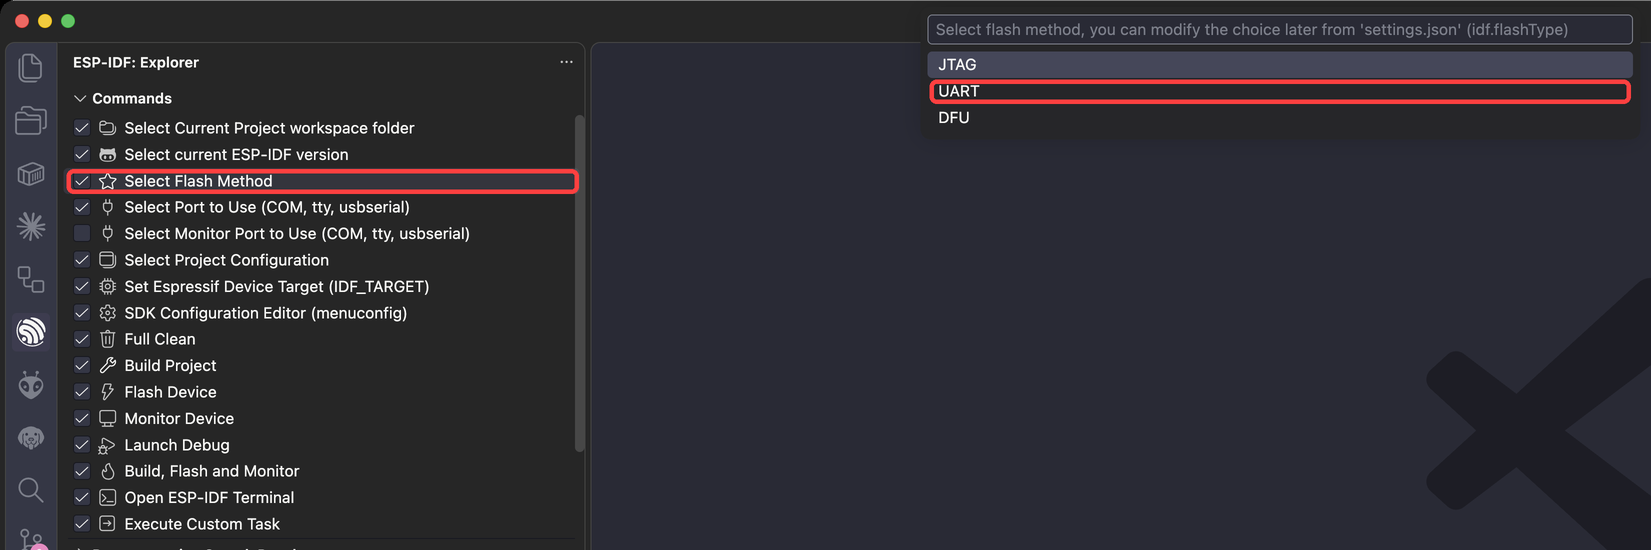 Select flash method, you can modify the choice later from 'settings.json' (idf.flashType)
JTAG
UART
DFU
ESP-IDF: Explorer
Commands
Select Current Project workspace folder
Select current ESP-IDF version
Select Flash Method
Select Port to Use (COM, tty, usbserial)
Select Monitor Port to Use (COM, tty, usbserial)
Select Project Configuration
Set Espressif Device Target (IDF_TARGET)
SDK Configuration Editor (menuconfig)
Full Clean
Build Project
Flash Device
Monitor Device
Launch Debug
Build, Flash and Monitor
Open ESP-IDF Terminal
Execute Custom Task